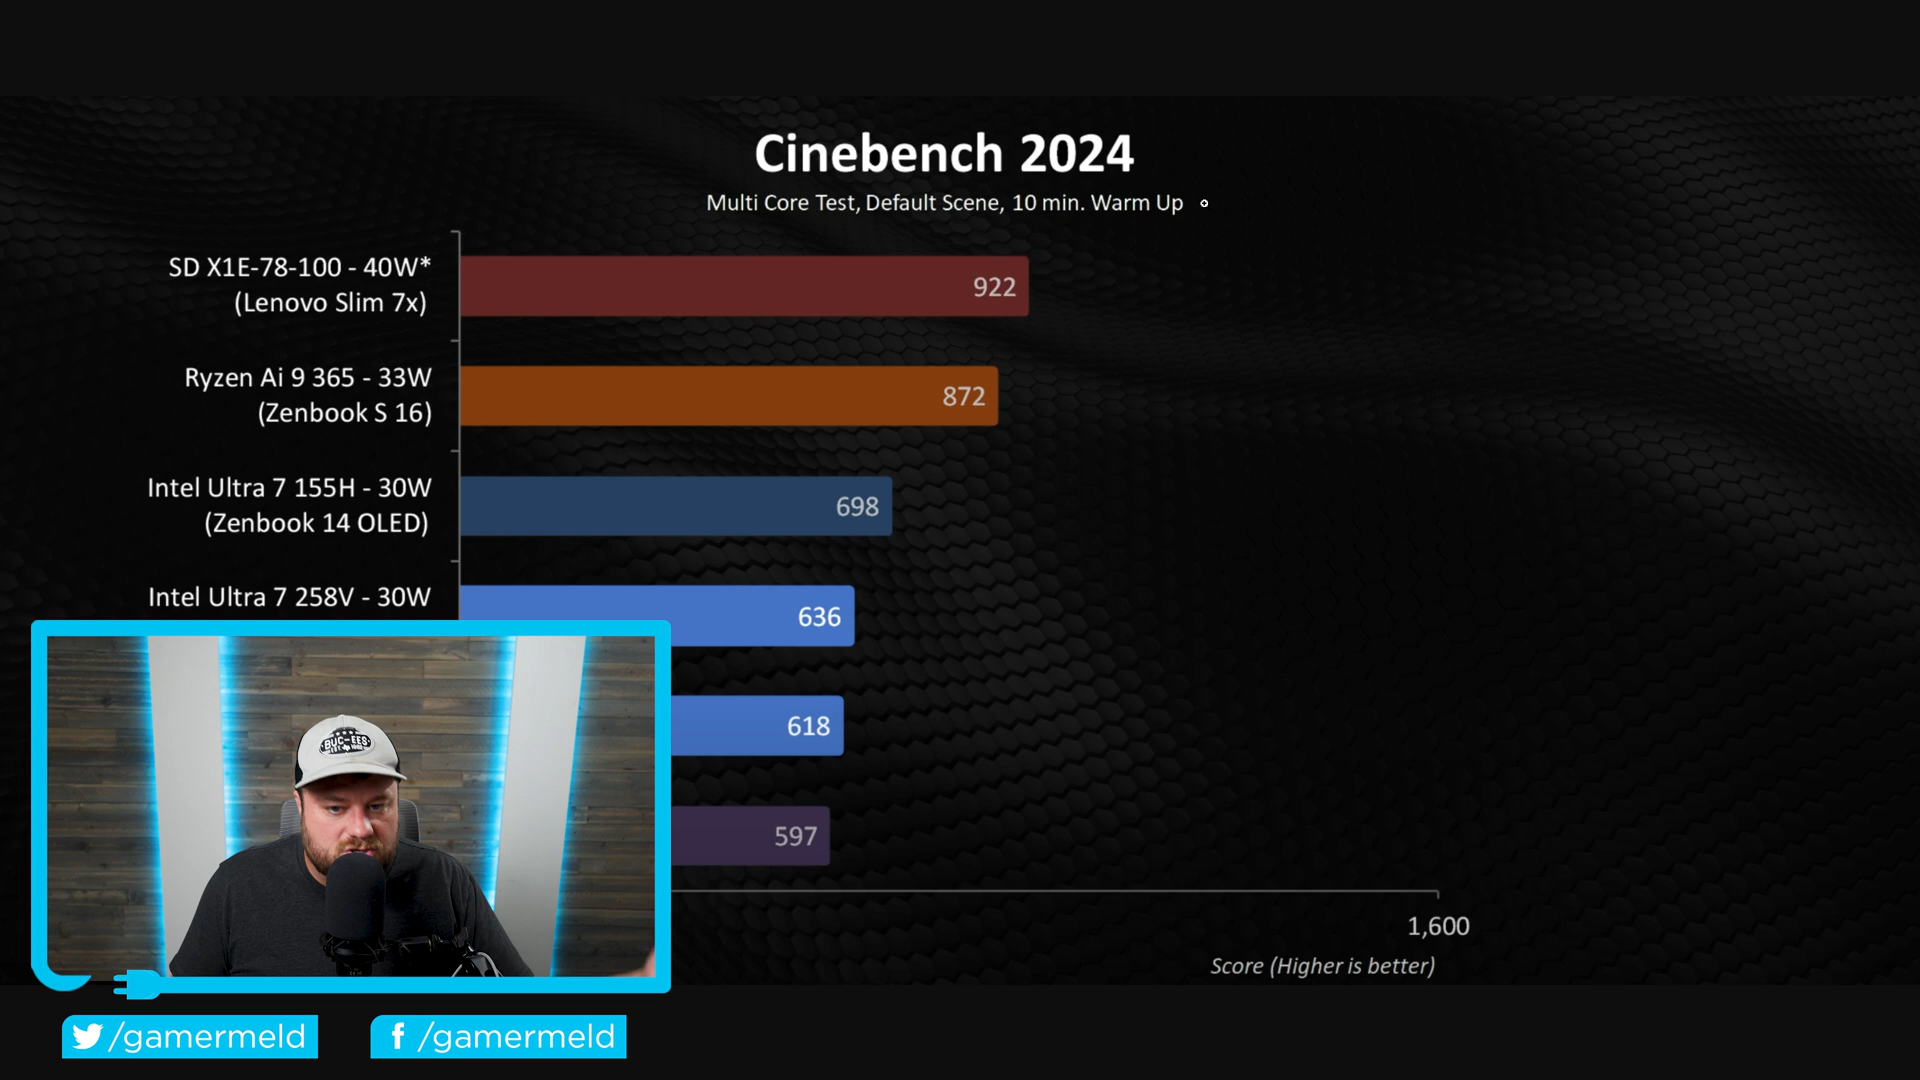 Cinebench 2024
Multi Core Test, Default Scene, 10 min. Warm Up
SD X1E-78-100 - 40W*
(Lenovo Slim 7x)
922
Ryzen Ai 9 365 - 33W
(Zenbook S 16)
872
Intel Ultra 7 155H - 30W
(Zenbook 14 OLED)
698
Intel Ultra 7 258V - 30W
636
618
597
1,600
Score (Higher is better)
BUC-EE'S
/gamermeld
/gamermeld